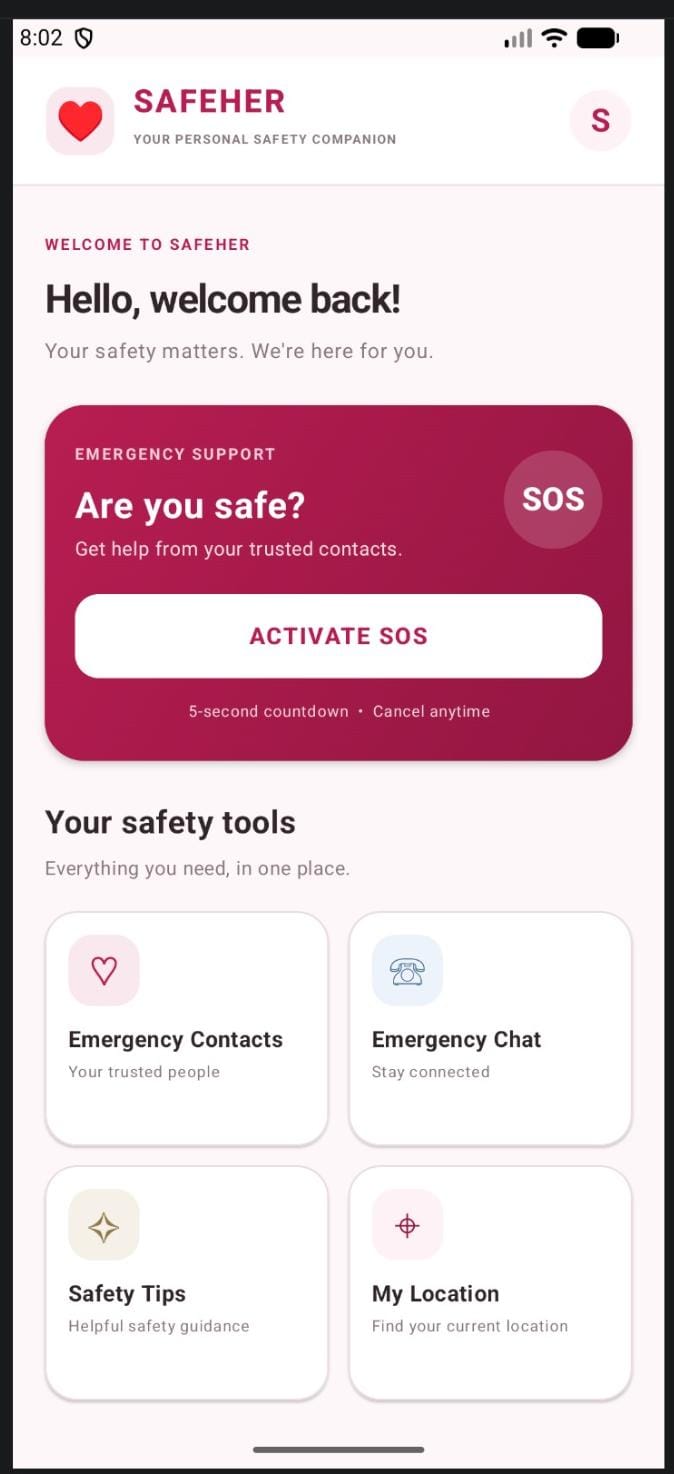 8:02
SAFEHER
YOUR PERSONAL SAFETY COMPANION
S
WELCOME TO SAFEHER
Hello, welcome back!
Your safety matters. We're here for you.
EMERGENCY SUPPORT
Are you safe?
Get help from your trusted contacts.
SOS
ACTIVATE SOS
5-second countdown • Cancel anytime
Your safety tools
Everything you need, in one place.
Emergency Contacts
Your trusted people
Emergency Chat
Stay connected
Safety Tips
Helpful safety guidance
My Location
Find your current location